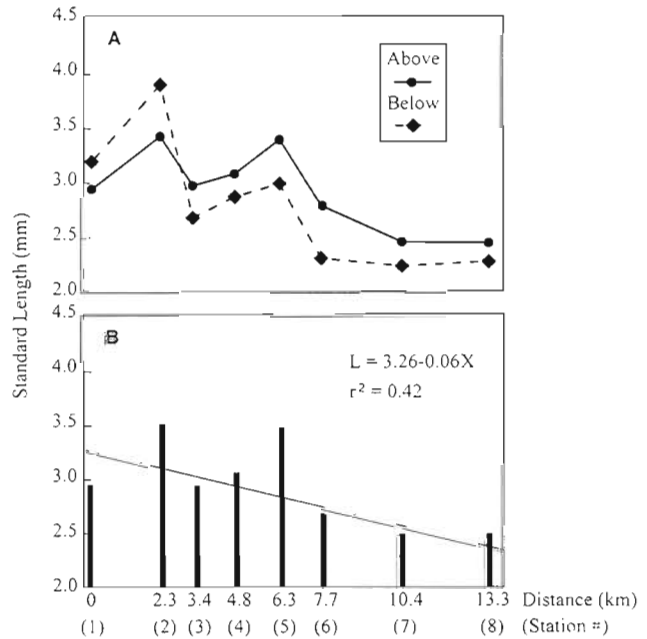 4.5
A
Above
Below
4.0
3.5
3.0
2.5
2.0
Standard Length (mm)
4.5
B
L = 3.26-0.06X
r² = 0.42
4.0
3.5
3.0
2.5
2.0
0 2.3 3.4 4.8 6.3 7.7 10.4 13.3 Distance (km)
(1) (2) (3) (4) (5) (6) (7) (8) (Station #)